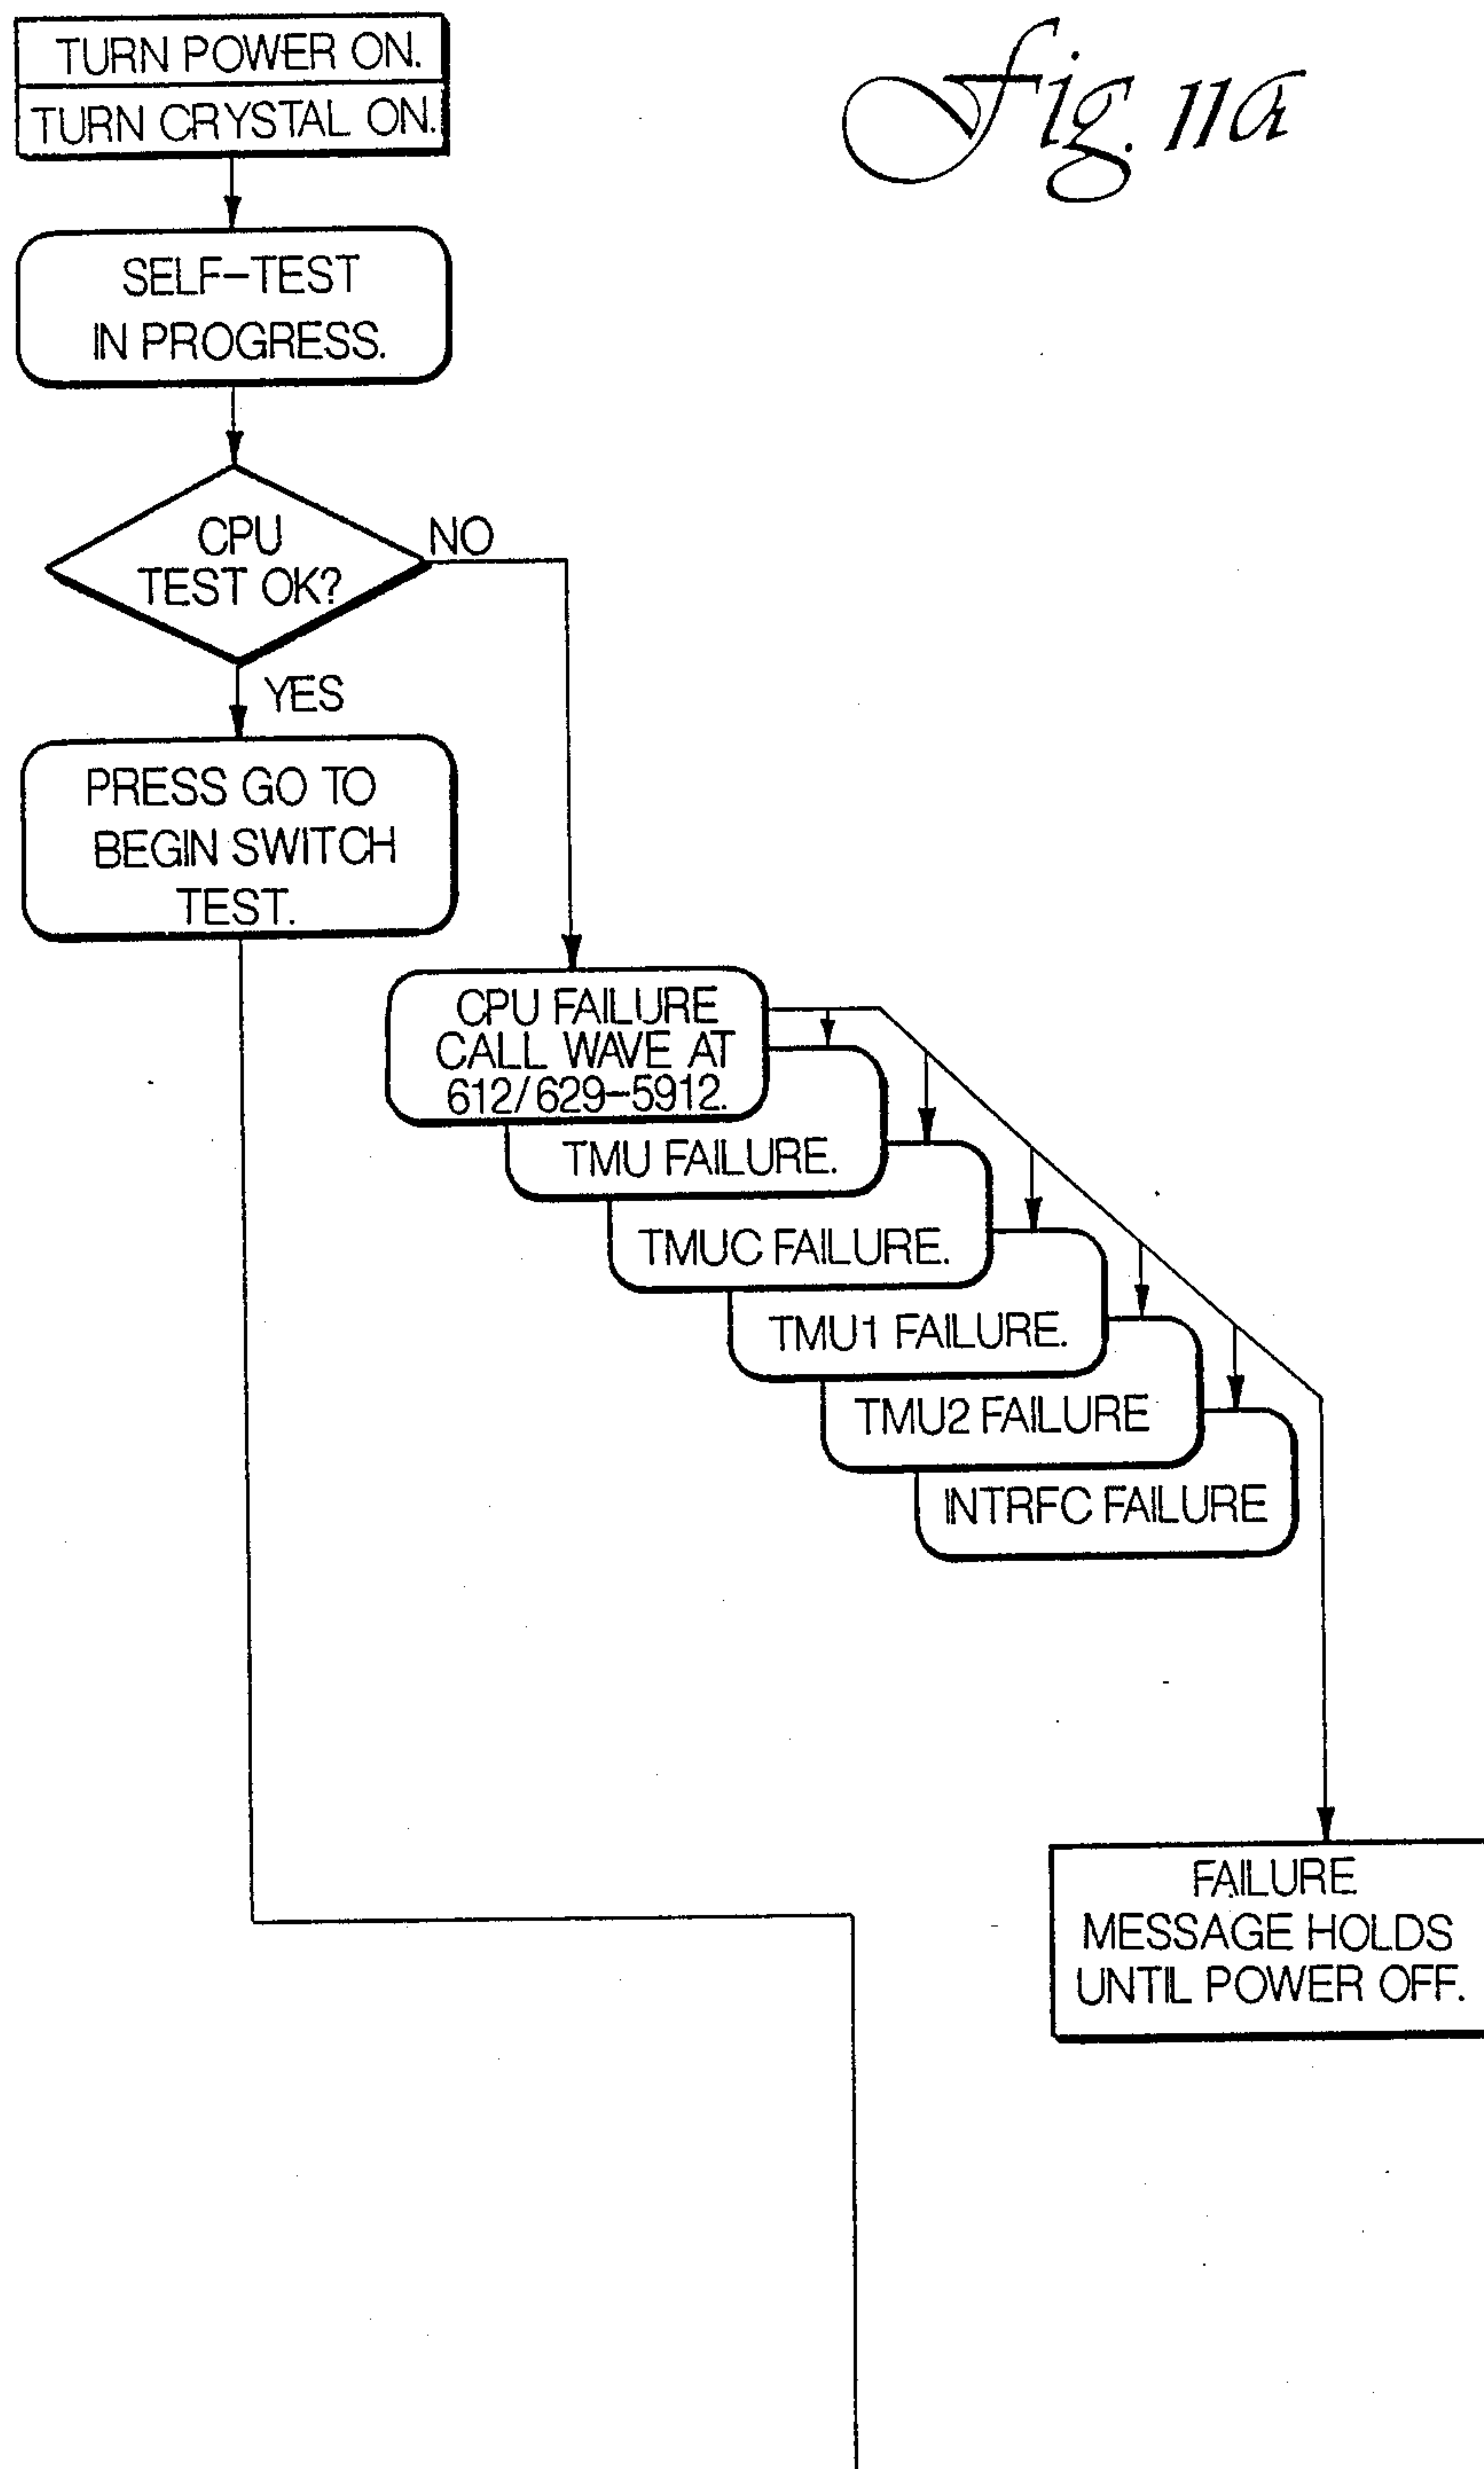 Fig. 11a
TURN POWER ON.
TURN CRYSTAL ON.
SELF-TEST
IN PROGRESS.
CPU
TEST OK?
NO
YES
PRESS GO TO
BEGIN SWITCH
TEST.
CPU FAILURE
CALL WAVE AT
612/629-5912.
TMU FAILURE.
TMUC FAILURE.
TMU1 FAILURE.
TMU2 FAILURE
INTRFC FAILURE
FAILURE
MESSAGE HOLDS
UNTIL POWER OFF.